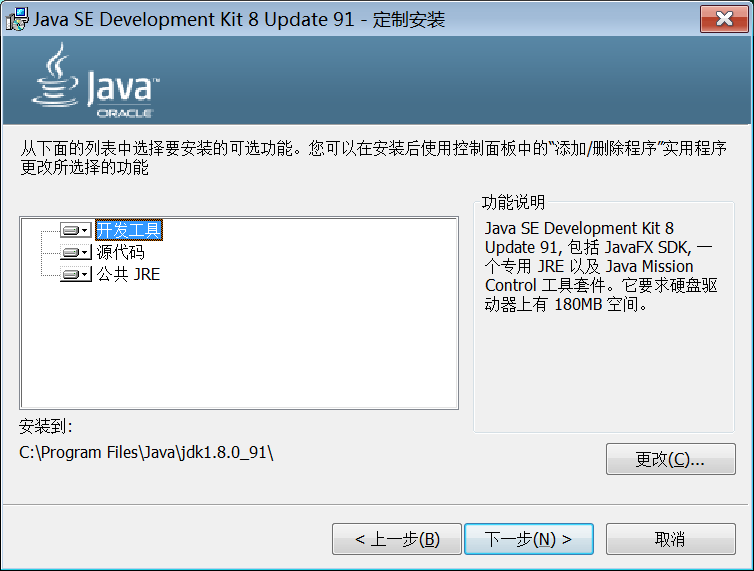 Java SE Development Kit 8 Update 91 - 定制安装
Java™
ORACLE
从下面的列表中选择要安装的可选功能。您可以在安装后使用控制面板中的“添加/删除程序”实用程序
更改所选择的功能
开发工具
源代码
公共 JRE
功能说明
Java SE Development Kit 8
Update 91, 包括 JavaFX SDK, 一
个专用 JRE 以及 Java Mission
Control 工具套件。它要求硬盘驱
动器上有 180MB 空间。
安装到:
C:\Program Files\Java\jdk1.8.0_91\
更改(C)...
< 上一步(B)
下一步(N) >
取消